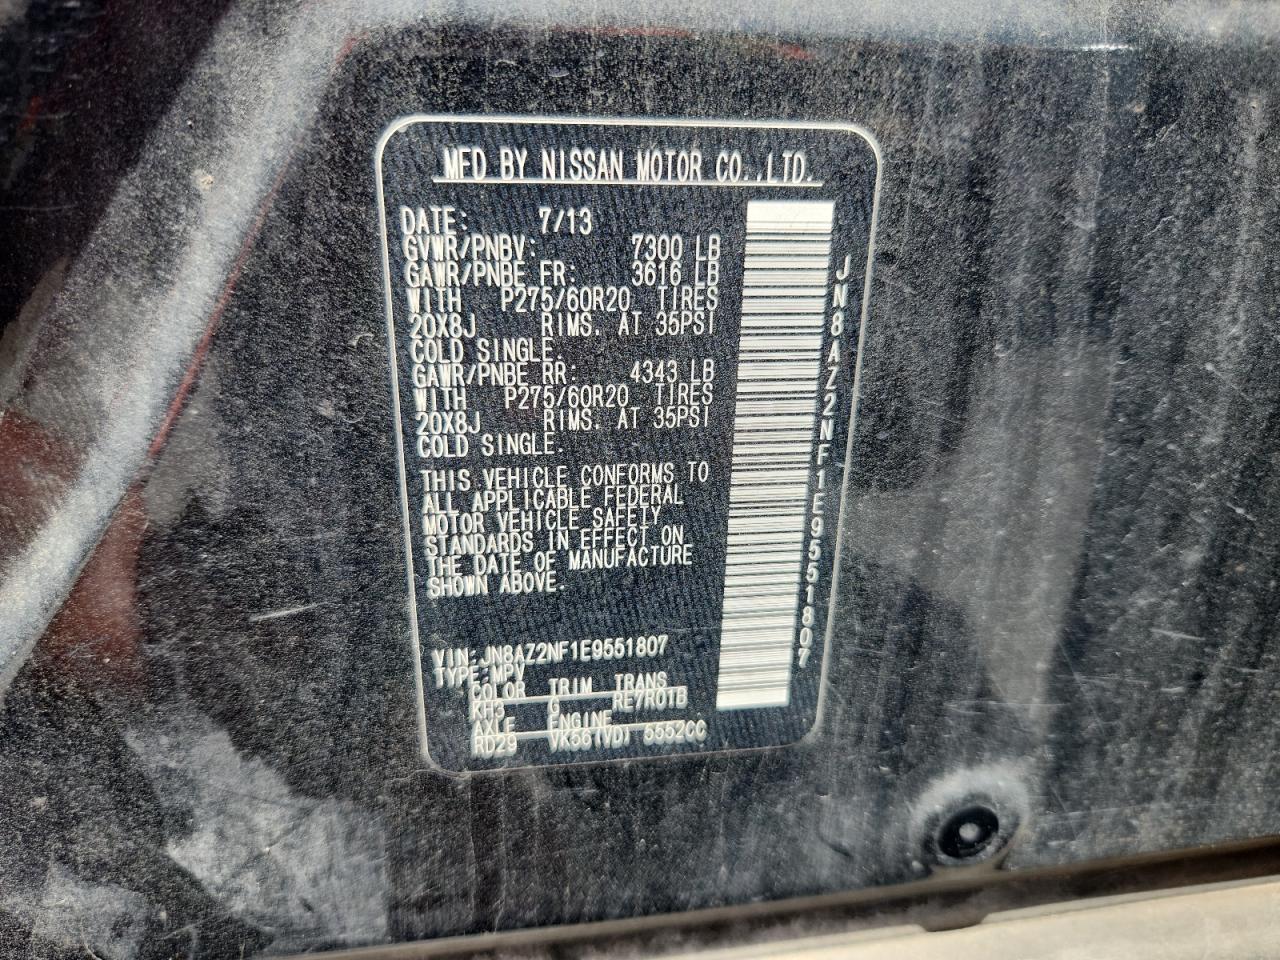 MFD BY NISSAN MOTOR CO.,LTD.
DATE: 7/13
GVWR/PNBV: 7300 LB
GAWR/PNBE FR: 3616 LB
WITH P275/60R20 TIRES
20X8J RIMS. AT 35PSI
COLD SINGLE.
GAWR/PNBE RR: 4343 LB
WITH P275/60R20 TIRES
20X8J RIMS. AT 35PSI
COLD SINGLE.
THIS VEHICLE CONFORMS TO
ALL APPLICABLE FEDERAL
MOTOR VEHICLE SAFETY
STANDARDS IN EFFECT ON
THE DATE OF MANUFACTURE
SHOWN ABOVE.
VIN:JN8AZ2NF1E9551807
TYPE:MPV
COLOR TRIM TRANS
KH3 G RE7R01B
AXLE ENGINE
RD29 VK56(VD) 5552CC
JN8AZ2NF1E9551807